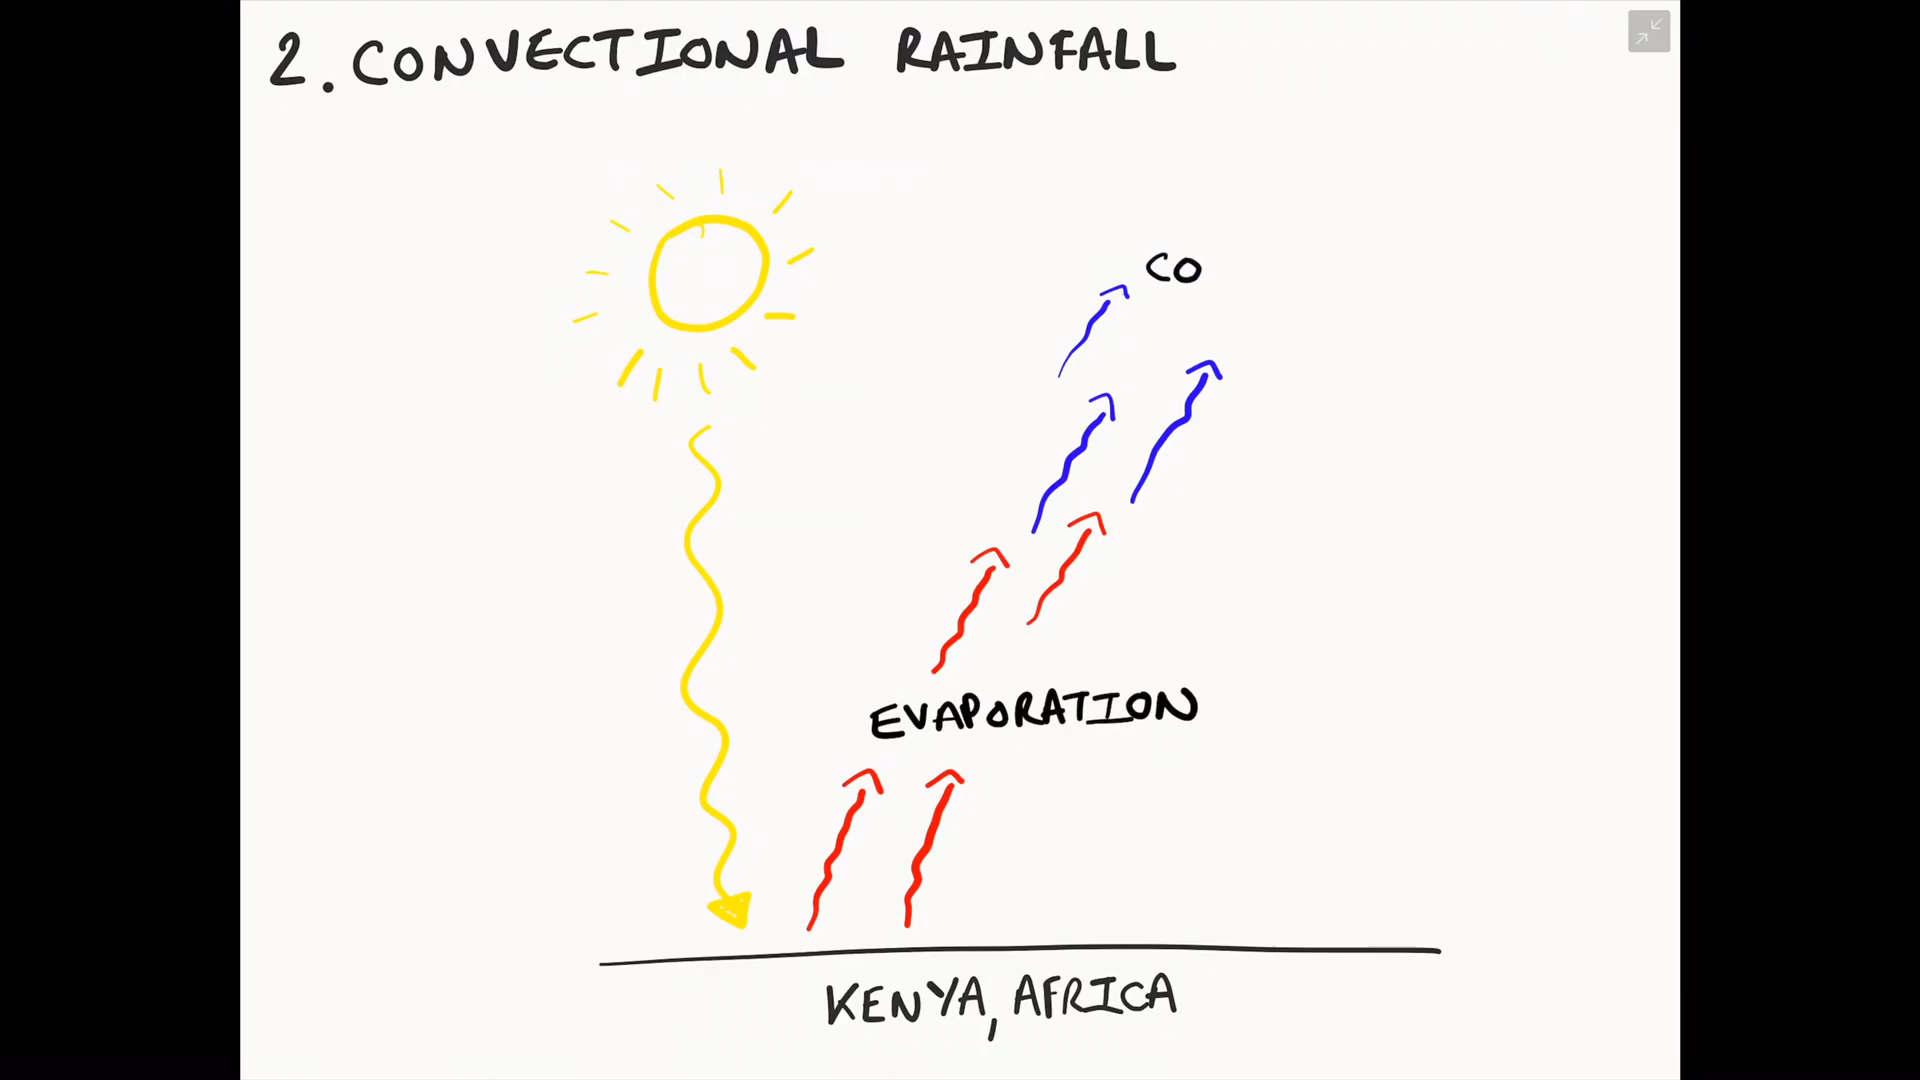 2. CONVECTIONAL RAINFALL
CO
EVAPORATION
KENYA, AFRICA